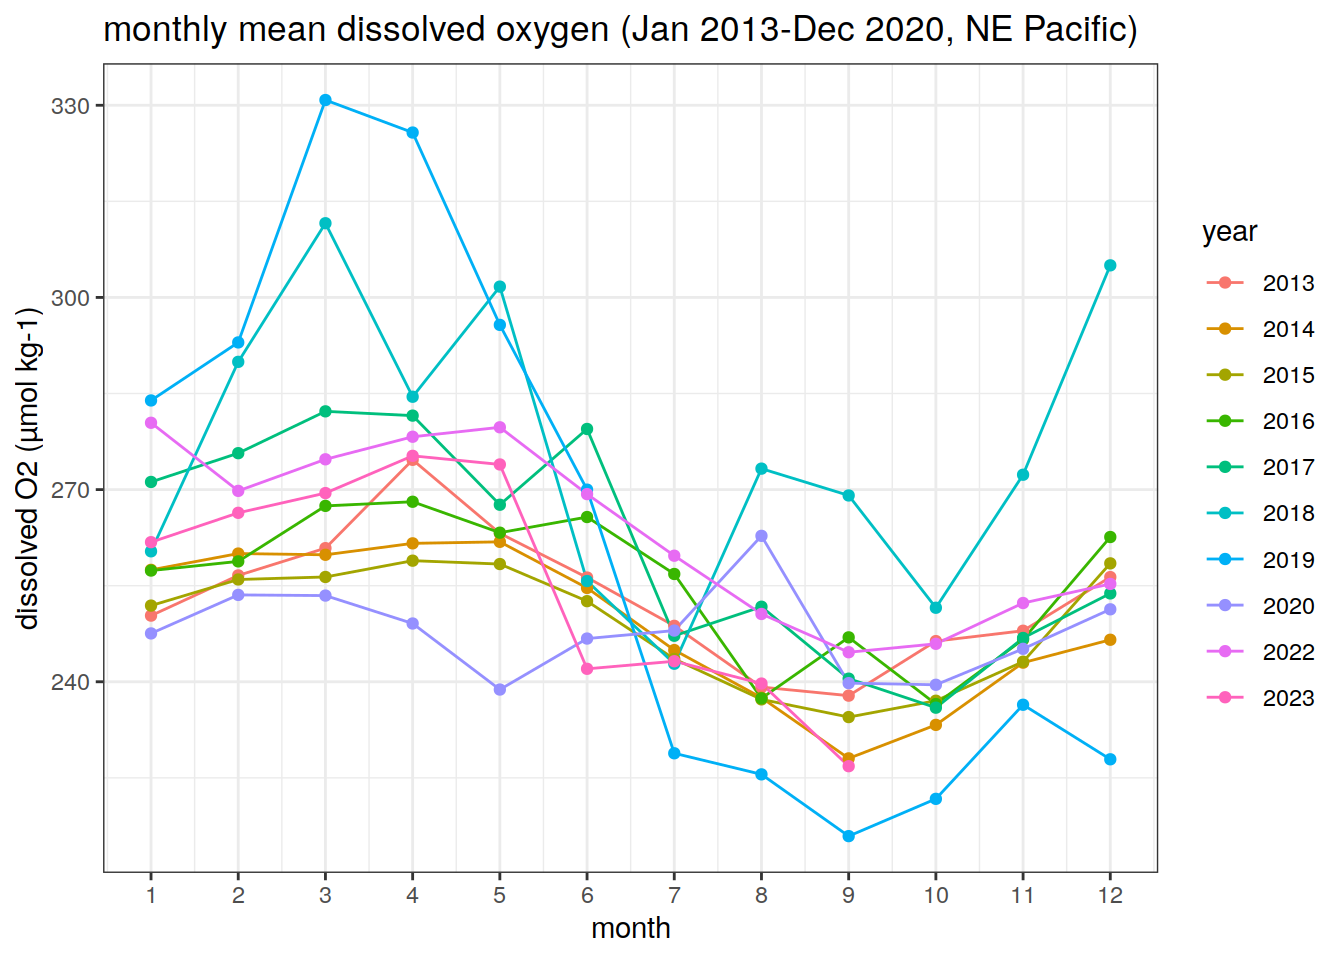 monthly mean dissolved oxygen (Jan 2013-Dec 2020, NE Pacific)
dissolved O2 (µmol kg-1)
330
300
270
240
1 2 3 4 5 6 7 8 9 10 11 12
month
year
2013
2014
2015
2016
2017
2018
2019
2020
2022
2023